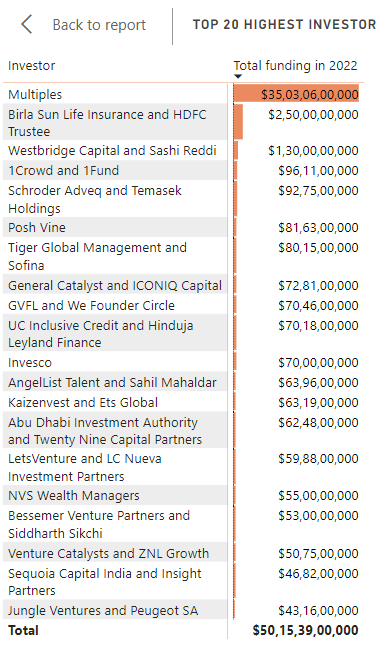 Back to report
TOP 20 HIGHEST INVESTOR
Investor Total funding in 2022
Multiples $35,03,06,00,000
Birla Sun Life Insurance and HDFC $2,50,00,00,000
Trustee
Westbridge Capital and Sashi Reddi $1,30,00,00,000
1Crowd and 1Fund $96,11,00,000
Schroder Adveq and Temasek $92,75,00,000
Holdings
Posh Vine $81,63,00,000
Tiger Global Management and $80,15,00,000
Sofina
General Catalyst and ICONIQ Capital $72,81,00,000
GVFL and We Founder Circle $70,46,00,000
UC Inclusive Credit and Hinduja $70,18,00,000
Leyland Finance
Invesco $70,00,00,000
AngelList Talent and Sahil Mahaldar $63,96,00,000
Kaizenvest and Ets Global $63,19,00,000
Abu Dhabi Investment Authority $62,48,00,000
and Twenty Nine Capital Partners
LetsVenture and LC Nueva $59,88,00,000
Investment Partners
NVS Wealth Managers $55,00,00,000
Bessemer Venture Partners and $53,00,00,000
Siddharth Sikchi
Venture Catalysts and ZNL Growth $50,75,00,000
Sequoia Capital India and Insight $46,82,00,000
Partners
Jungle Ventures and Peugeot SA $43,16,00,000
Total $50,15,39,00,000